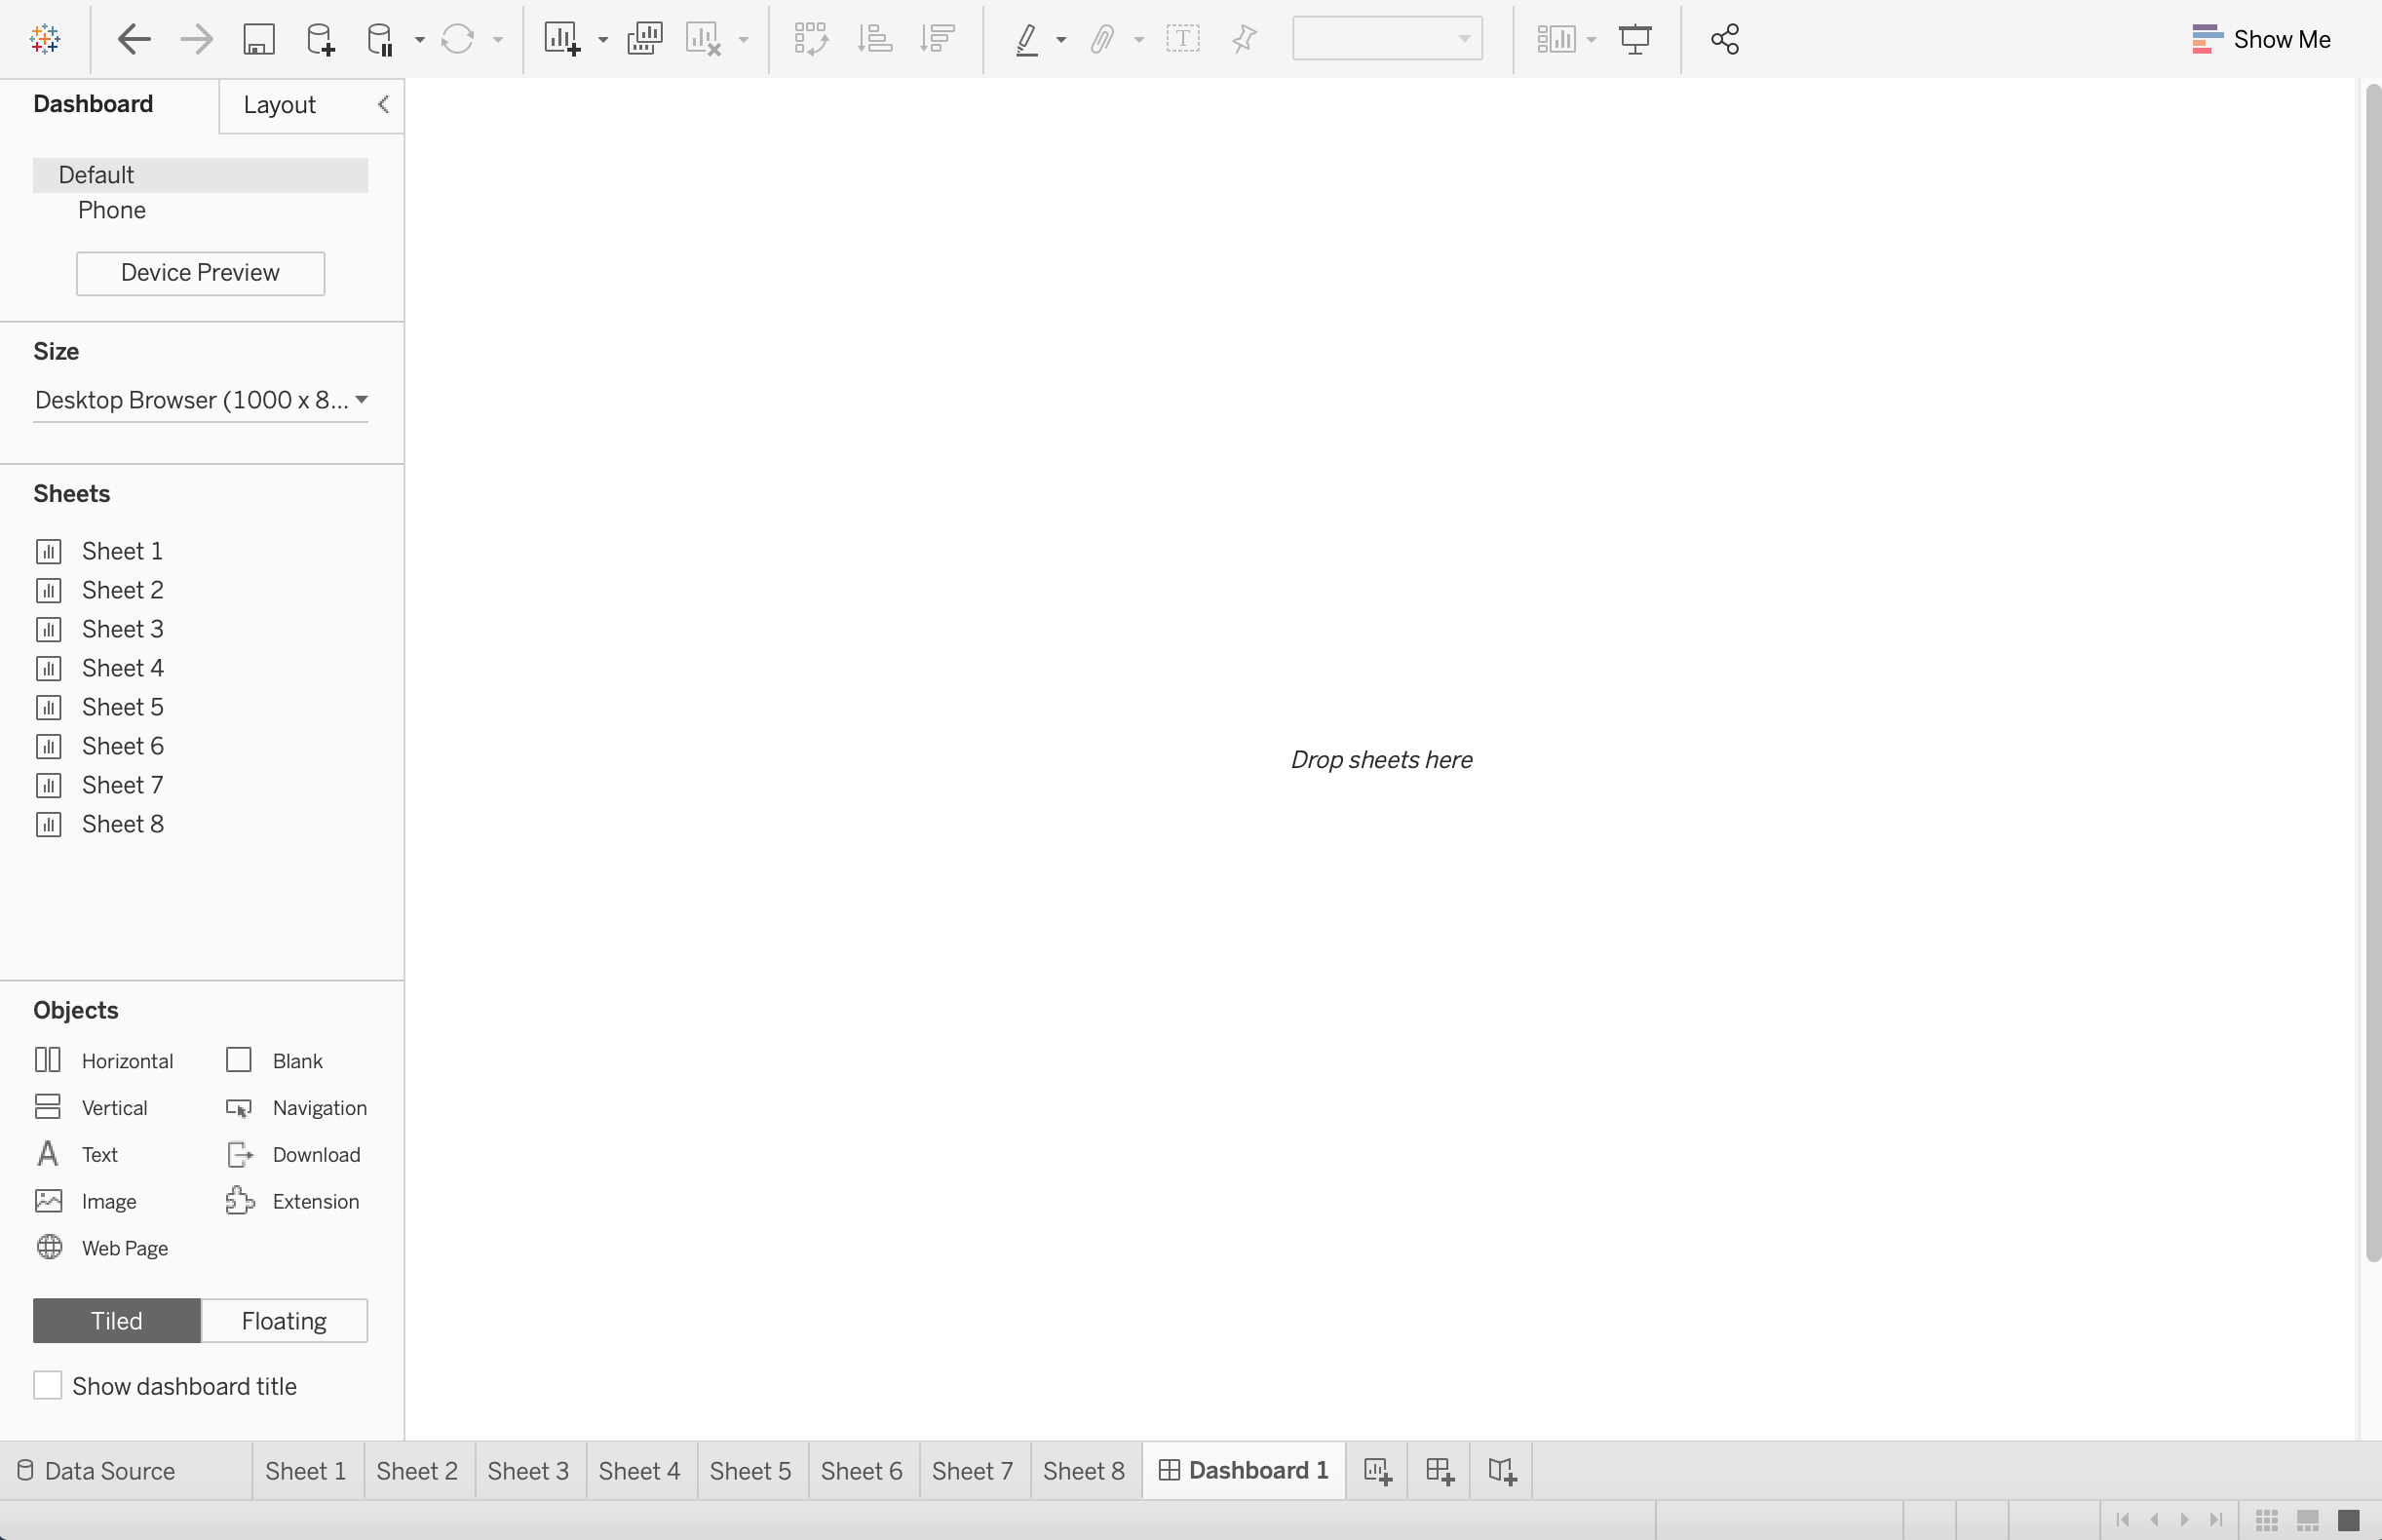 Show Me
Dashboard
Layout
Default
Phone
Device Preview
Size
Desktop Browser (1000 x 8...
Sheets
Sheet 1
Sheet 2
Sheet 3
Sheet 4
Sheet 5
Sheet 6
Sheet 7
Sheet 8
Drop sheets here
Objects
Horizontal Blank
Vertical Navigation
Text Download
Image Extension
Web Page
Tiled Floating
Show dashboard title
Data Source Sheet 1 Sheet 2 Sheet 3 Sheet 4 Sheet 5 Sheet 6 Sheet 7 Sheet 8 Dashboard 1